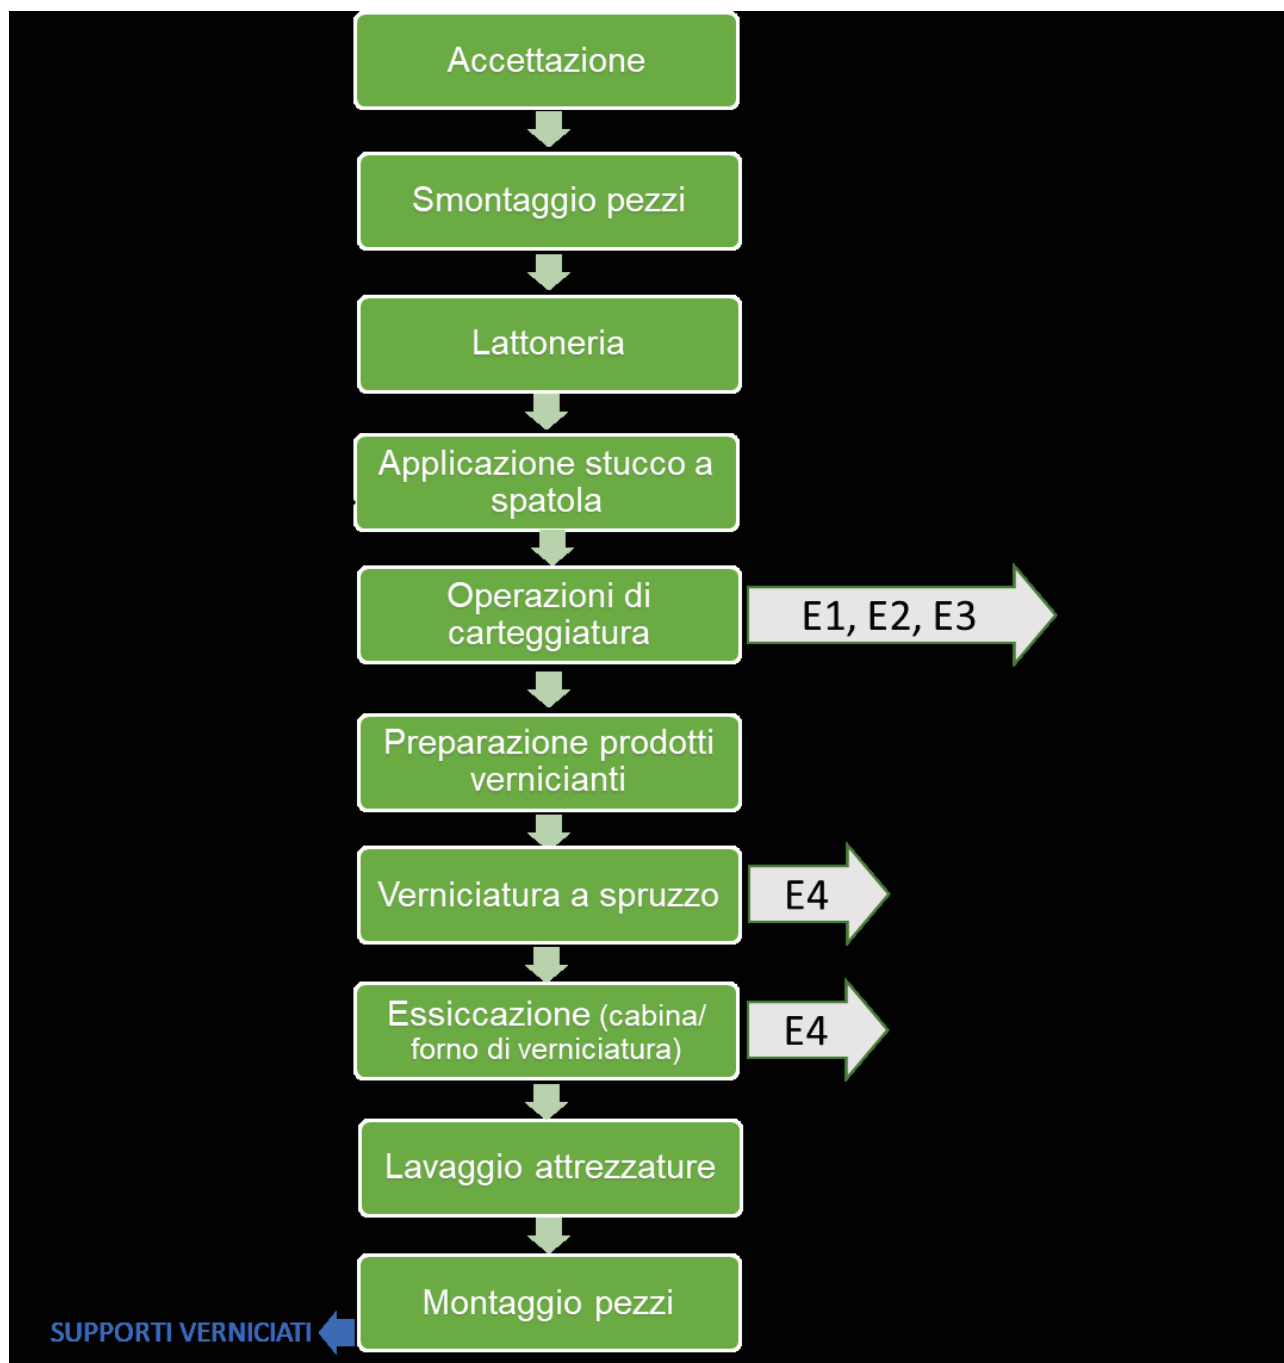 Accettazione
Smontaggio pezzi
Lattoneria
Applicazione stucco a
spatola
Operazioni di
carteggiatura
E1, E2, E3
Preparazione prodotti
vernicianti
Verniciatura a spruzzo
E4
Essiccazione (cabina/
forno di verniciatura)
E4
Lavaggio attrezzature
Montaggio pezzi
SUPPORTI VERNICIATI